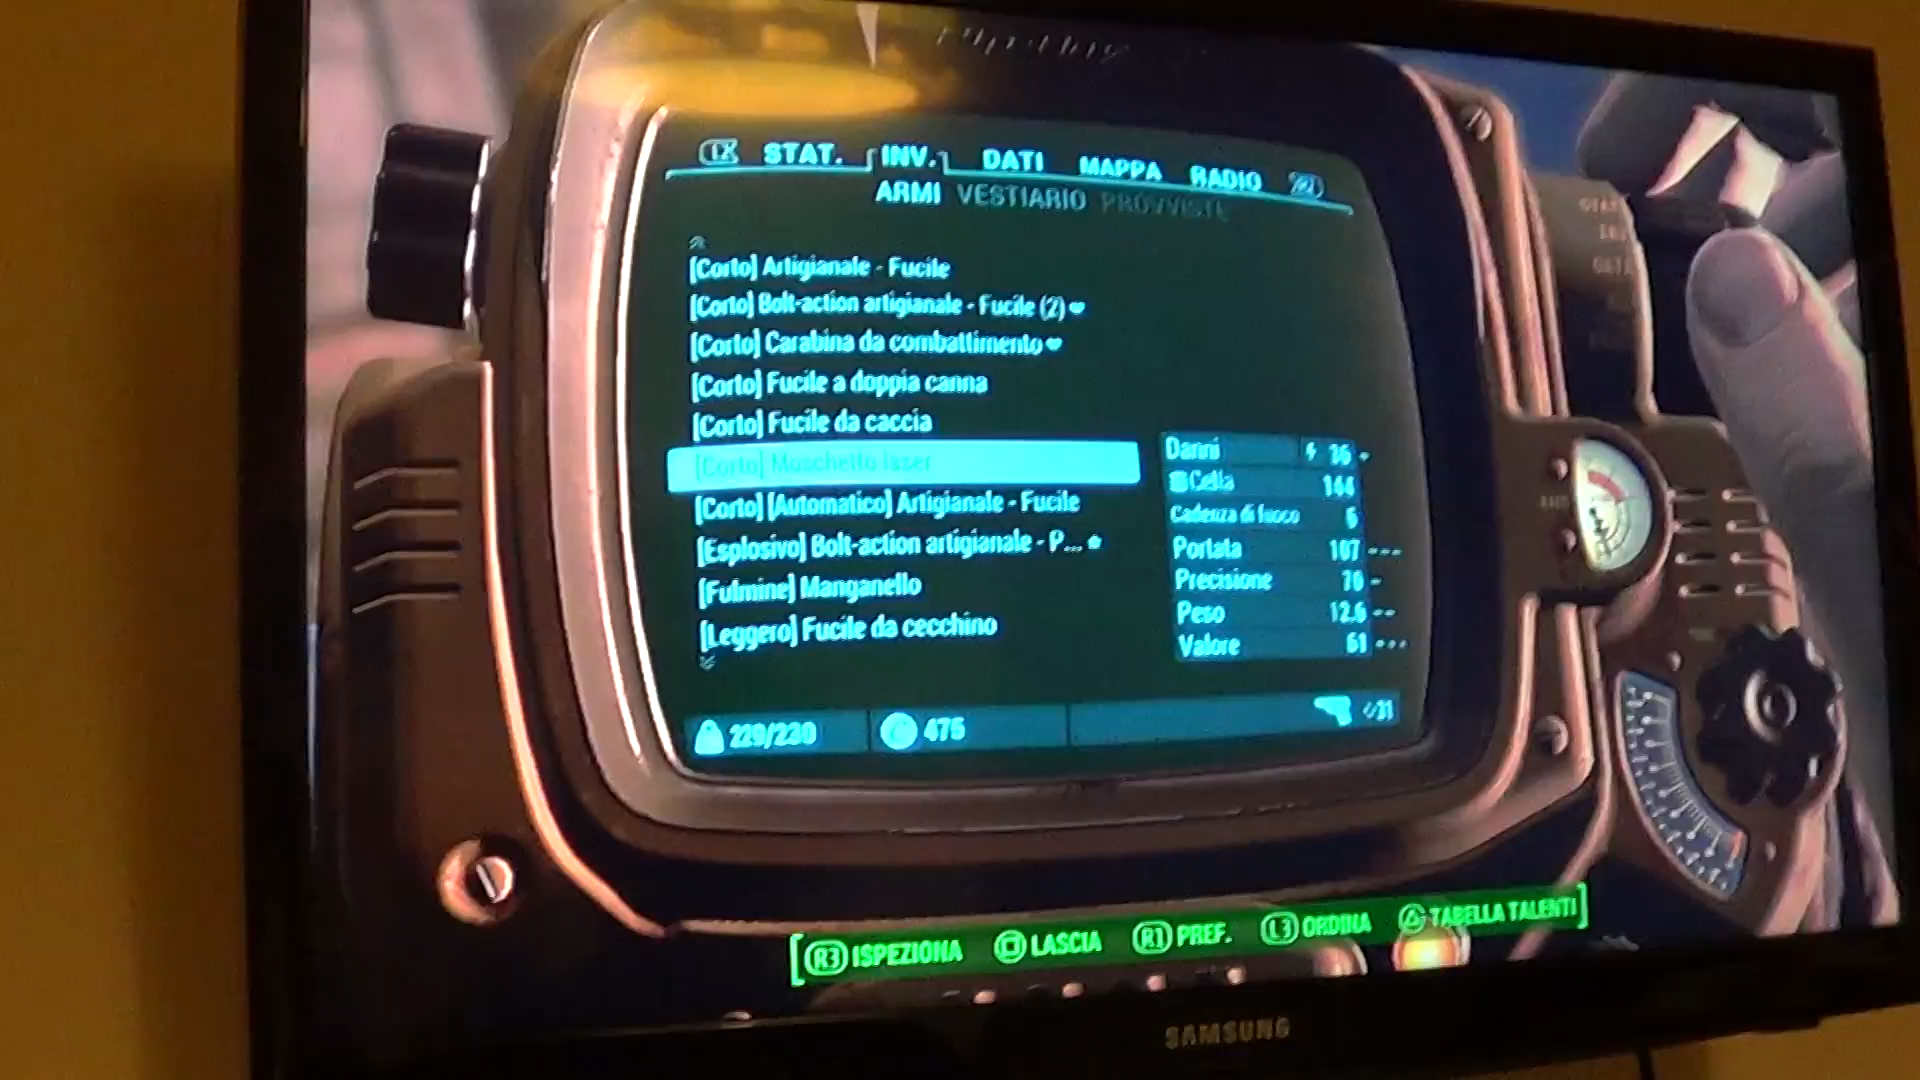 STAT. INV. DATI MAPPA RADIO
ARMI VESTIARIO PROVVISTE
[Corto] Artigianale - Fucile
[Corto] Bolt-action artigianale - Fucile (2)
[Corto] Carabina da combattimento
[Corto] Fucile a doppia canna
[Corto] Fucile da caccia
[Corto] Moschetto laser
[Corto] [Automatico] Artigianale - Fucile
[Esplosivo] Bolt-action artigianale - P...
[Fulmine] Manganello
[Leggero] Fucile da cecchino
Danni 36
Cella 144
Cadenza di fuoco 6
Portata 107
Precisione 76
Peso 12.6
Valore 61
229/230 475 31
R3 ISPEZIONA LASCIA R1 PREF. L3 ORDINA TABELLA TALENTI
SAMSUNG